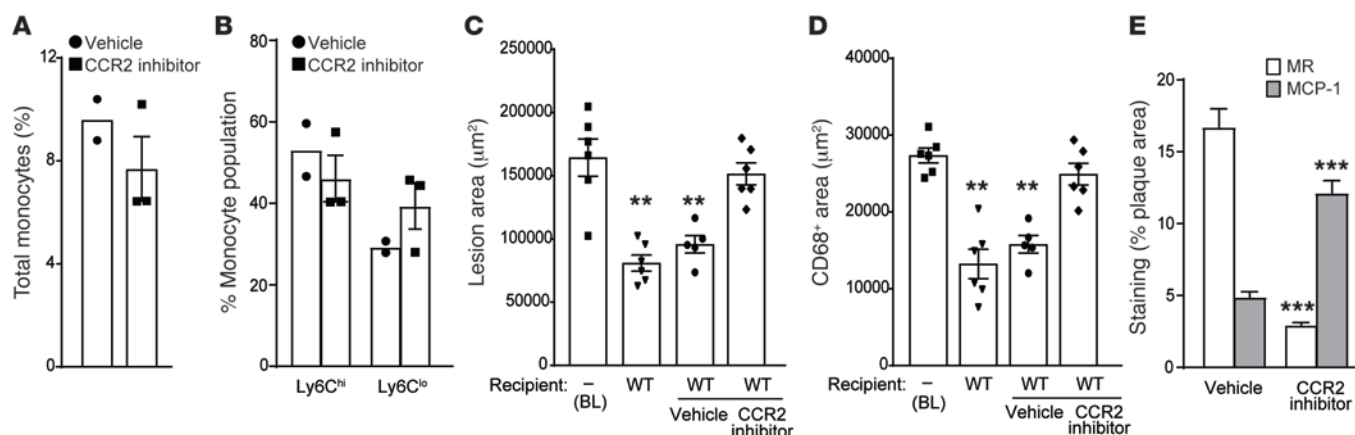 A
Vehicle
CCR2 inhibitor
Total monocytes (%)
12
8
4
0
B
Vehicle
CCR2 inhibitor
% Monocyte population
80
60
40
20
0
Ly6Chi
Ly6Clo
C
Lesion area (μm2)
250000
200000
150000
100000
50000
0
**
**
Recipient:
–
WT
WT
WT
(BL)
Vehicle
CCR2
inhibitor
D
CD68+ area (μm2)
40000
30000
20000
10000
0
**
**
Recipient:
–
WT
WT
WT
(BL)
Vehicle
CCR2
inhibitor
E
MR
MCP-1
Staining (% plaque area)
20
15
10
5
0
***
***
Vehicle
CCR2
inhibitor